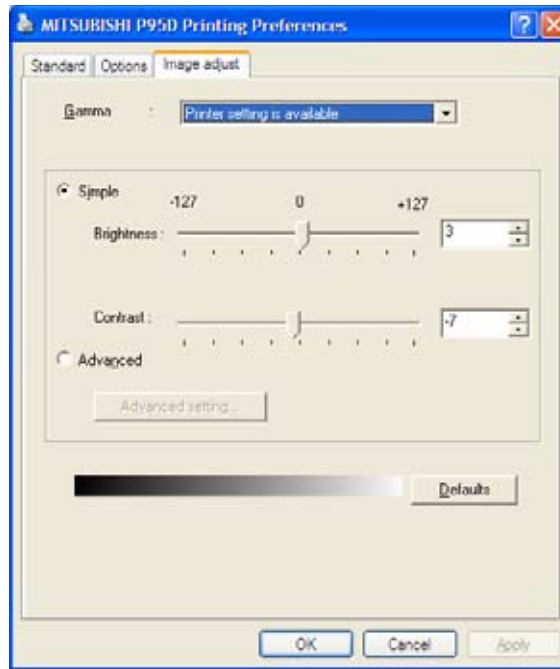 MITSUBISHI P95D Printing Preferences
Standard Options Image adjust
Gamma : Printer setting is available
Simple
-127 0 +127
Brightness : 3
Contrast : -7
Advanced
Advanced setting...
Defaults
OK Cancel Apply